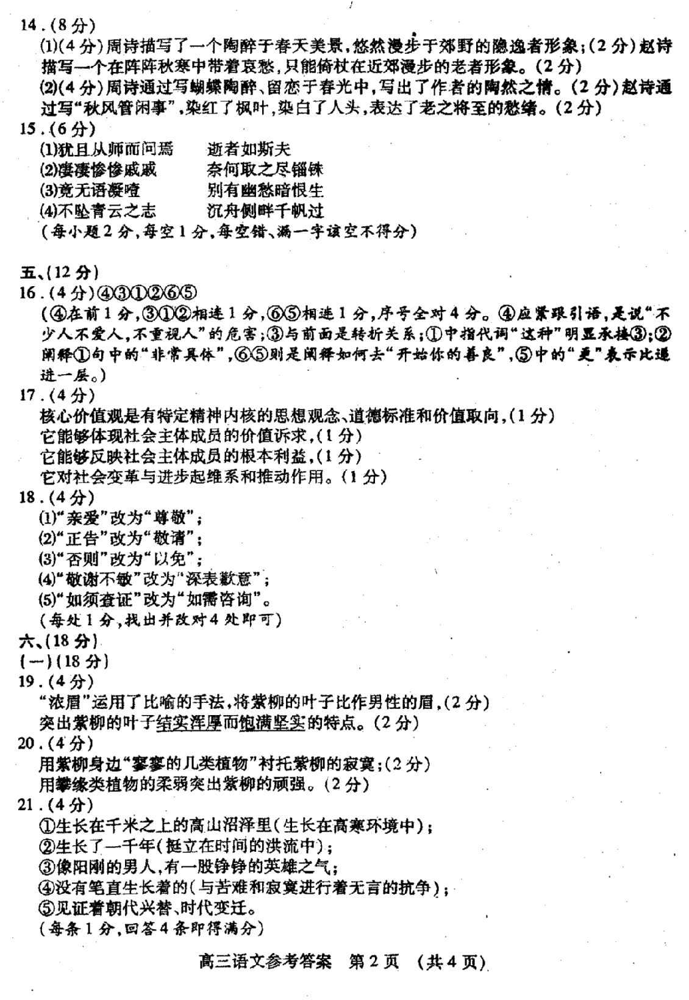 14．(8 分)
(1)(4 分)周诗描写了一个陶醉于春天美景,悠然漫步于郊野的隐逸者形象;(2 分)赵诗
描写一个在阵阵秋寒中带着哀愁,只能倚杖在近郊漫步的老者形象。(2 分)
(2)(4 分)周诗通过写蝴蝶陶醉、留恋于春光中,写出了作者的陶然之情。(2 分)赵诗通
过写“秋风管闲事”,染红了枫叶,染白了人头,表达了老之将至的愁绪。(2 分)
15．(6 分)
(1)犹且从师而问焉　　逝者如斯夫
(2)凄凄惨惨戚戚　　奈何取之尽锱铢
(3)竟无语凝噎　　别有幽愁暗恨生
(4)不坠青云之志　　沉舟侧畔千帆过
(每小题 2 分,每空 1 分,每空错、漏一字该空不得分)
五、(12 分)
16．(4 分)④③①②⑥⑤
(④在前 1 分,③①②相连 1 分,⑥⑤相连 1 分,序号全对 4 分。④应紧跟引语,是说“不
少人不爱人,不重视人”的危害;③与前面是转折关系;①中指代词“这种”明显承接③;②
阐释①句中的“非常具体”,⑥⑤则是阐释如何去“开始你的善良”,⑤中的“更”表示比递
进一层。)
17．(4 分)
核心价值观是有特定精神内核的思想观念、道德标准和价值取向,(1 分)
它能够体现社会主体成员的价值诉求,(1 分)
它能够反映社会主体成员的根本利益,(1 分)
它对社会变革与进步起维系和推动作用。(1 分)
18．(4 分)
(1)“亲爱”改为“尊敬”;
(2)“正告”改为“敬请”;
(3)“否则”改为“以免”;
(4)“敬谢不敏”改为“深表歉意”;
(5)“如须查证”改为“如需咨询”。
(每处 1 分,找出并改对 4 处即可)
六、(18 分)
(一)(18 分)
19．(4 分)
“浓眉”运用了比喻的手法,将紫柳的叶子比作男性的眉,(2 分)
突出紫柳的叶子结实浑厚而饱满坚实的特点。(2 分)
20．(4 分)
用紫柳身边“寥寥的几类植物”衬托紫柳的寂寞;(2 分)
用攀缘类植物的柔弱突出紫柳的顽强。(2 分)
21．(4 分)
①生长在千米之上的高山沼泽里(生长在高寒环境中);
②生长了一千年(挺立在时间的洪流中);
③像阳刚的男人,有一股铮铮的英雄之气;
④没有笔直生长着的(与苦难和寂寞进行着无言的抗争);
⑤见证着朝代兴替、时代变迁。
(每条 1 分,回答 4 条即得满分)
高三语文参考答案　第 2 页　(共 4 页)